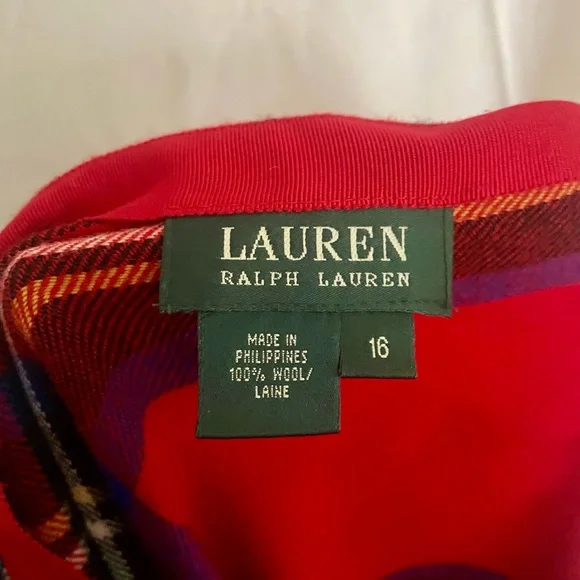 LAUREN
RALPH LAUREN
MADE IN
PHILIPPINES
100% WOOL/
LAINE
16